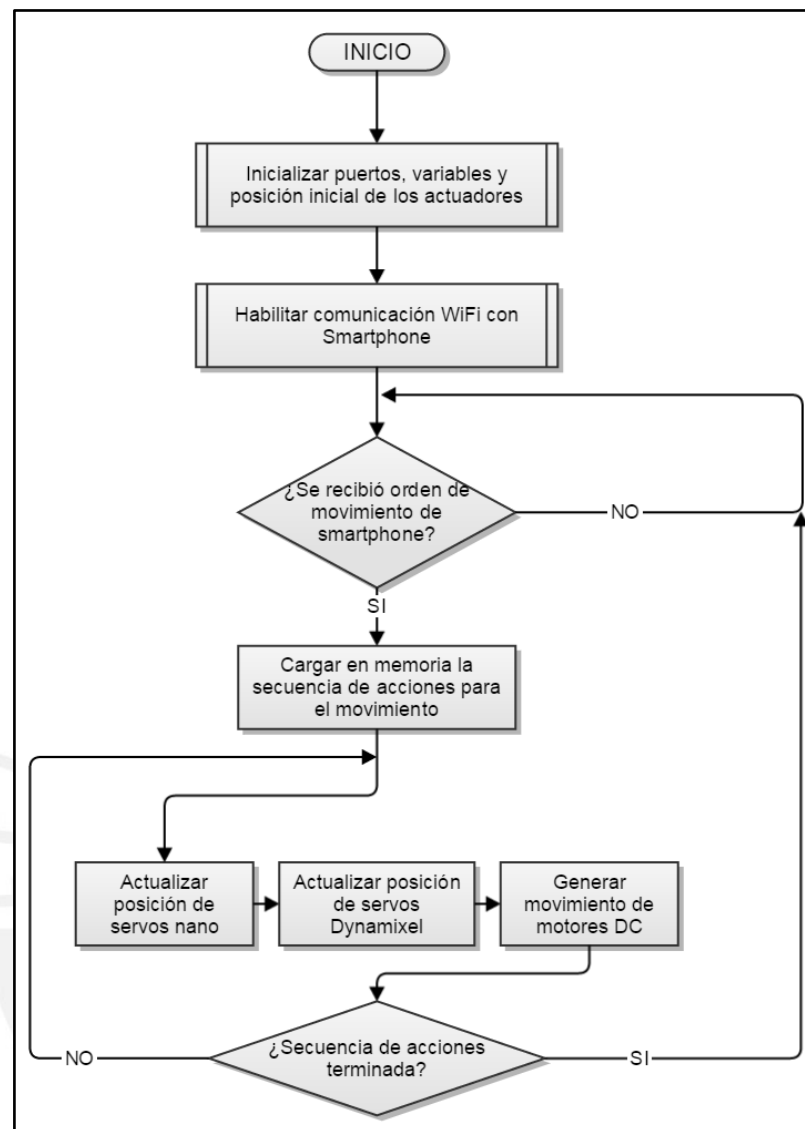 INICIO
Inicializar puertos, variables y
posición inicial de los actuadores
Habilitar comunicación WiFi con
Smartphone
¿Se recibió orden de
movimiento de
smartphone?
NO
SI
Cargar en memoria la
secuencia de acciones para
el movimiento
Actualizar
posición de
servos nano
Actualizar posición
de servos
Dynamixel
Generar
movimiento de
motores DC
¿Secuencia de acciones
terminada?
NO
SI